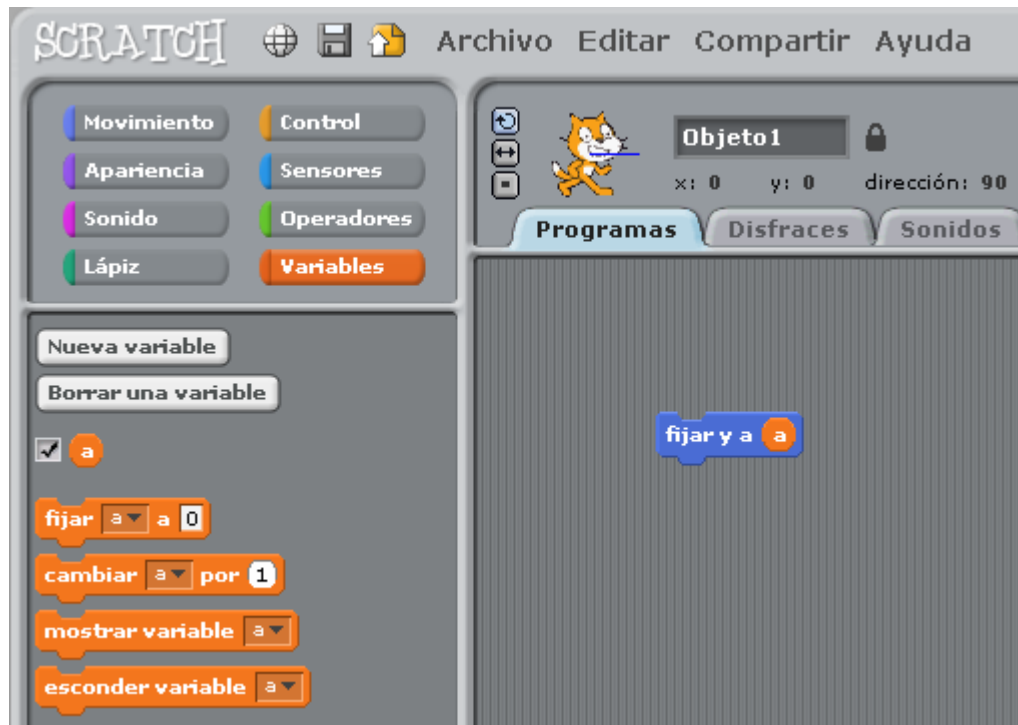 SCRATCH Archivo Editar Compartir Ayuda
Movimiento Control
Apariencia Sensores
Sonido Operadores
Lápiz Variables
Objeto1
x: 0 y: 0 dirección: 90
Programas Disfraces Sonidos
Nueva variable
Borrar una variable
a
fijar a a 0
cambiar a por 1
mostrar variable a
esconder variable a
fijar y a a